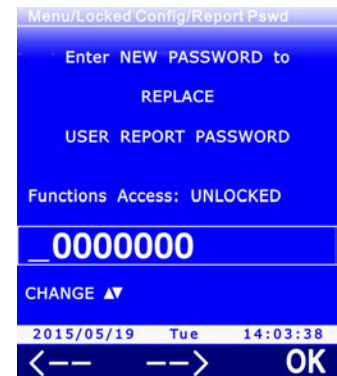 Menu/Locked Config/Report Pswd
Enter NEW PASSWORD to
REPLACE
USER REPORT PASSWORD
Functions Access: UNLOCKED
_0000000
CHANGE ▲▼
2015/05/19 Tue 14:03:38
<-- --> OK